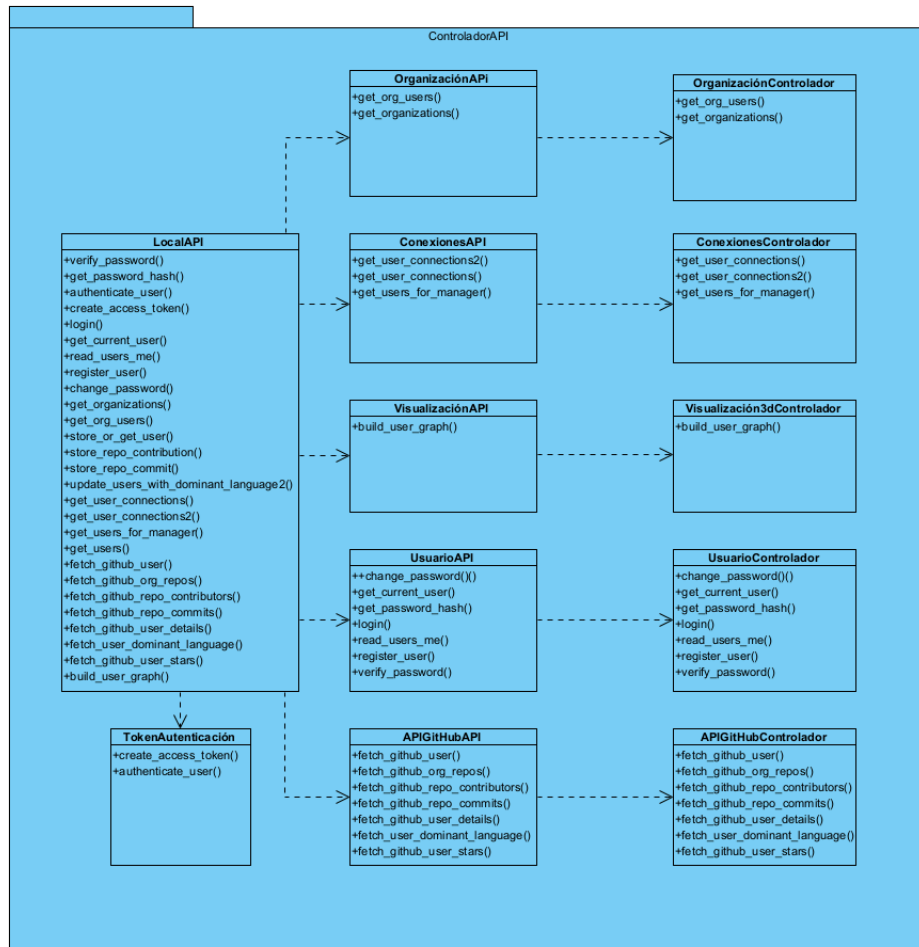 ControladorAPI
OrganizaciónAPi
+get_org_users()
+get_organizations()
OrganizaciónControlador
+get_org_users()
+get_organizations()
LocalAPI
+verify_password()
+get_password_hash()
+authenticate_user()
+create_access_token()
+login()
+get_current_user()
+read_users_me()
+register_user()
+change_password()
+get_organizations()
+get_org_users()
+store_or_get_user()
+store_repo_contribution()
+store_repo_commit()
+update_users_with_dominant_language2()
+get_user_connections()
+get_user_connections2()
+get_users_for_manager()
+get_users()
+fetch_github_user()
+fetch_github_org_repos()
+fetch_github_repo_contributors()
+fetch_github_repo_commits()
+fetch_github_user_details()
+fetch_user_dominant_language()
+fetch_github_user_stars()
+build_user_graph()
ConexionesAPI
+get_user_connections2()
+get_user_connections()
+get_users_for_manager()
ConexionesControlador
+get_user_connections()
+get_user_connections2()
+get_users_for_manager()
VisualizaciónAPI
+build_user_graph()
Visualización3dControlador
+build_user_graph()
UsuarioAPI
++change_password()()
+get_current_user()
+get_password_hash()
+login()
+read_users_me()
+register_user()
+verify_password()
UsuarioControlador
+change_password()()
+get_current_user()
+get_password_hash()
+login()
+read_users_me()
+register_user()
+verify_password()
TokenAutenticación
+create_access_token()
+authenticate_user()
APIGitHubAPI
+fetch_github_user()
+fetch_github_org_repos()
+fetch_github_repo_contributors()
+fetch_github_repo_commits()
+fetch_github_user_details()
+fetch_user_dominant_language()
+fetch_github_user_stars()
APIGitHubControlador
+fetch_github_user()
+fetch_github_org_repos()
+fetch_github_repo_contributors()
+fetch_github_repo_commits()
+fetch_github_user_details()
+fetch_user_dominant_language()
+fetch_github_user_stars()